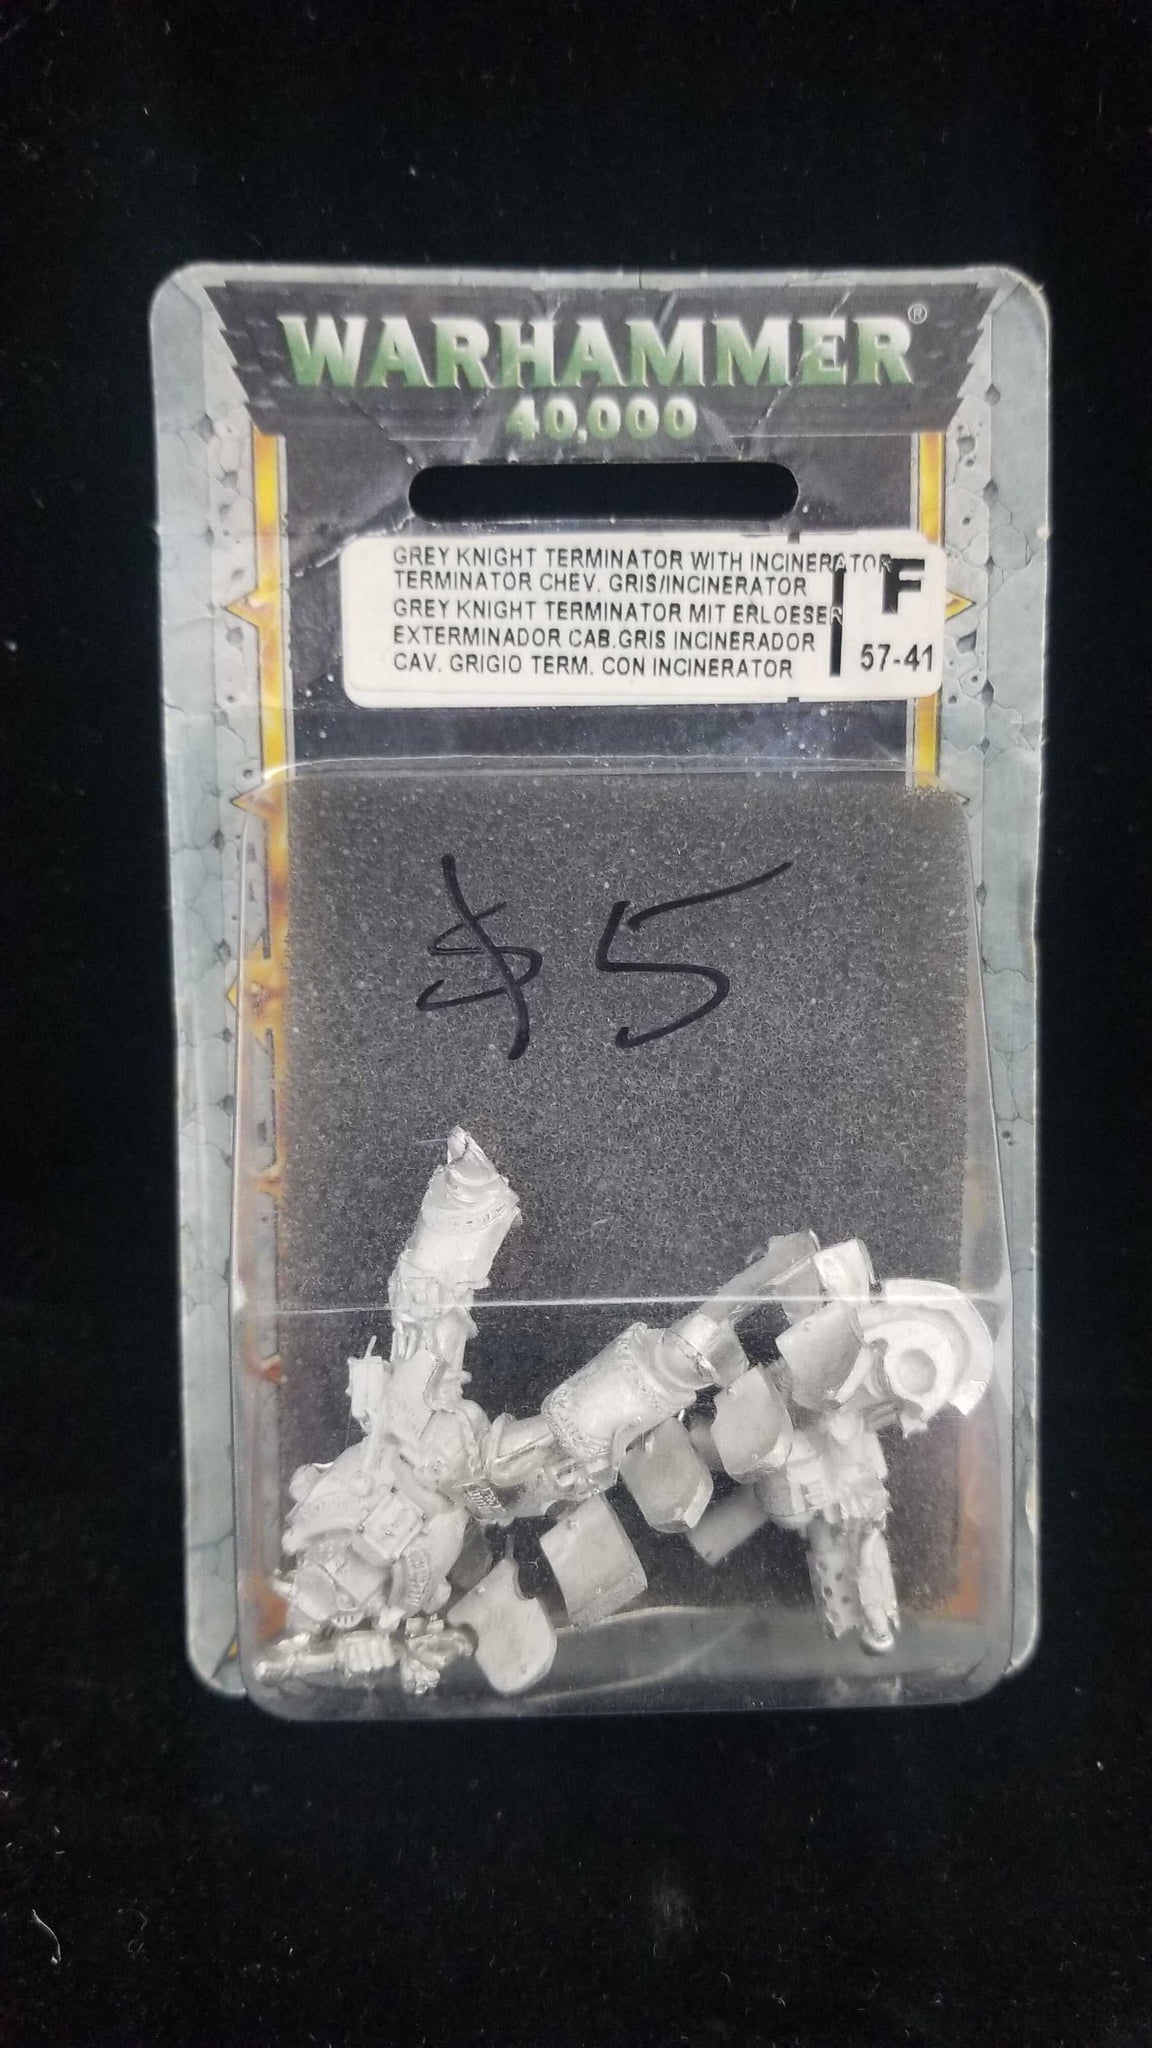 WARHAMMER®
40,000
GREY KNIGHT TERMINATOR WITH INCINERATOR
TERMINATOR CHEV. GRIS/INCINERATOR
GREY KNIGHT TERMINATOR MIT ERLOESER
EXTERMINADOR CAB.GRIS INCINERADOR
CAV. GRIGIO TERM. CON INCINERATOR
F
57-41
$5